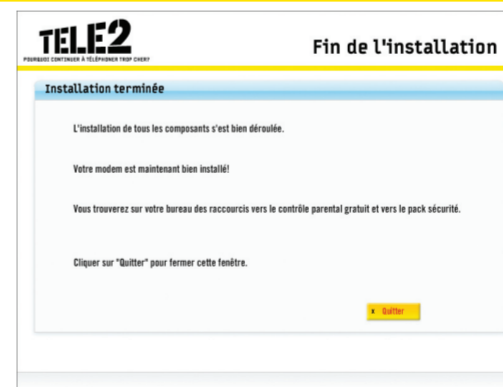 TELE2
POURQUOI CONTINUER À TÉLÉPHONER TROP CHER?
Fin de l'installation
Installation terminée
L'installation de tous les composants s'est bien déroulée.
Votre modem est maintenant bien installé!
Vous trouverez sur votre bureau des raccourcis vers le contrôle parental gratuit et vers le pack sécurité.
Cliquer sur "Quitter" pour fermer cette fenêtre.
x Quitter